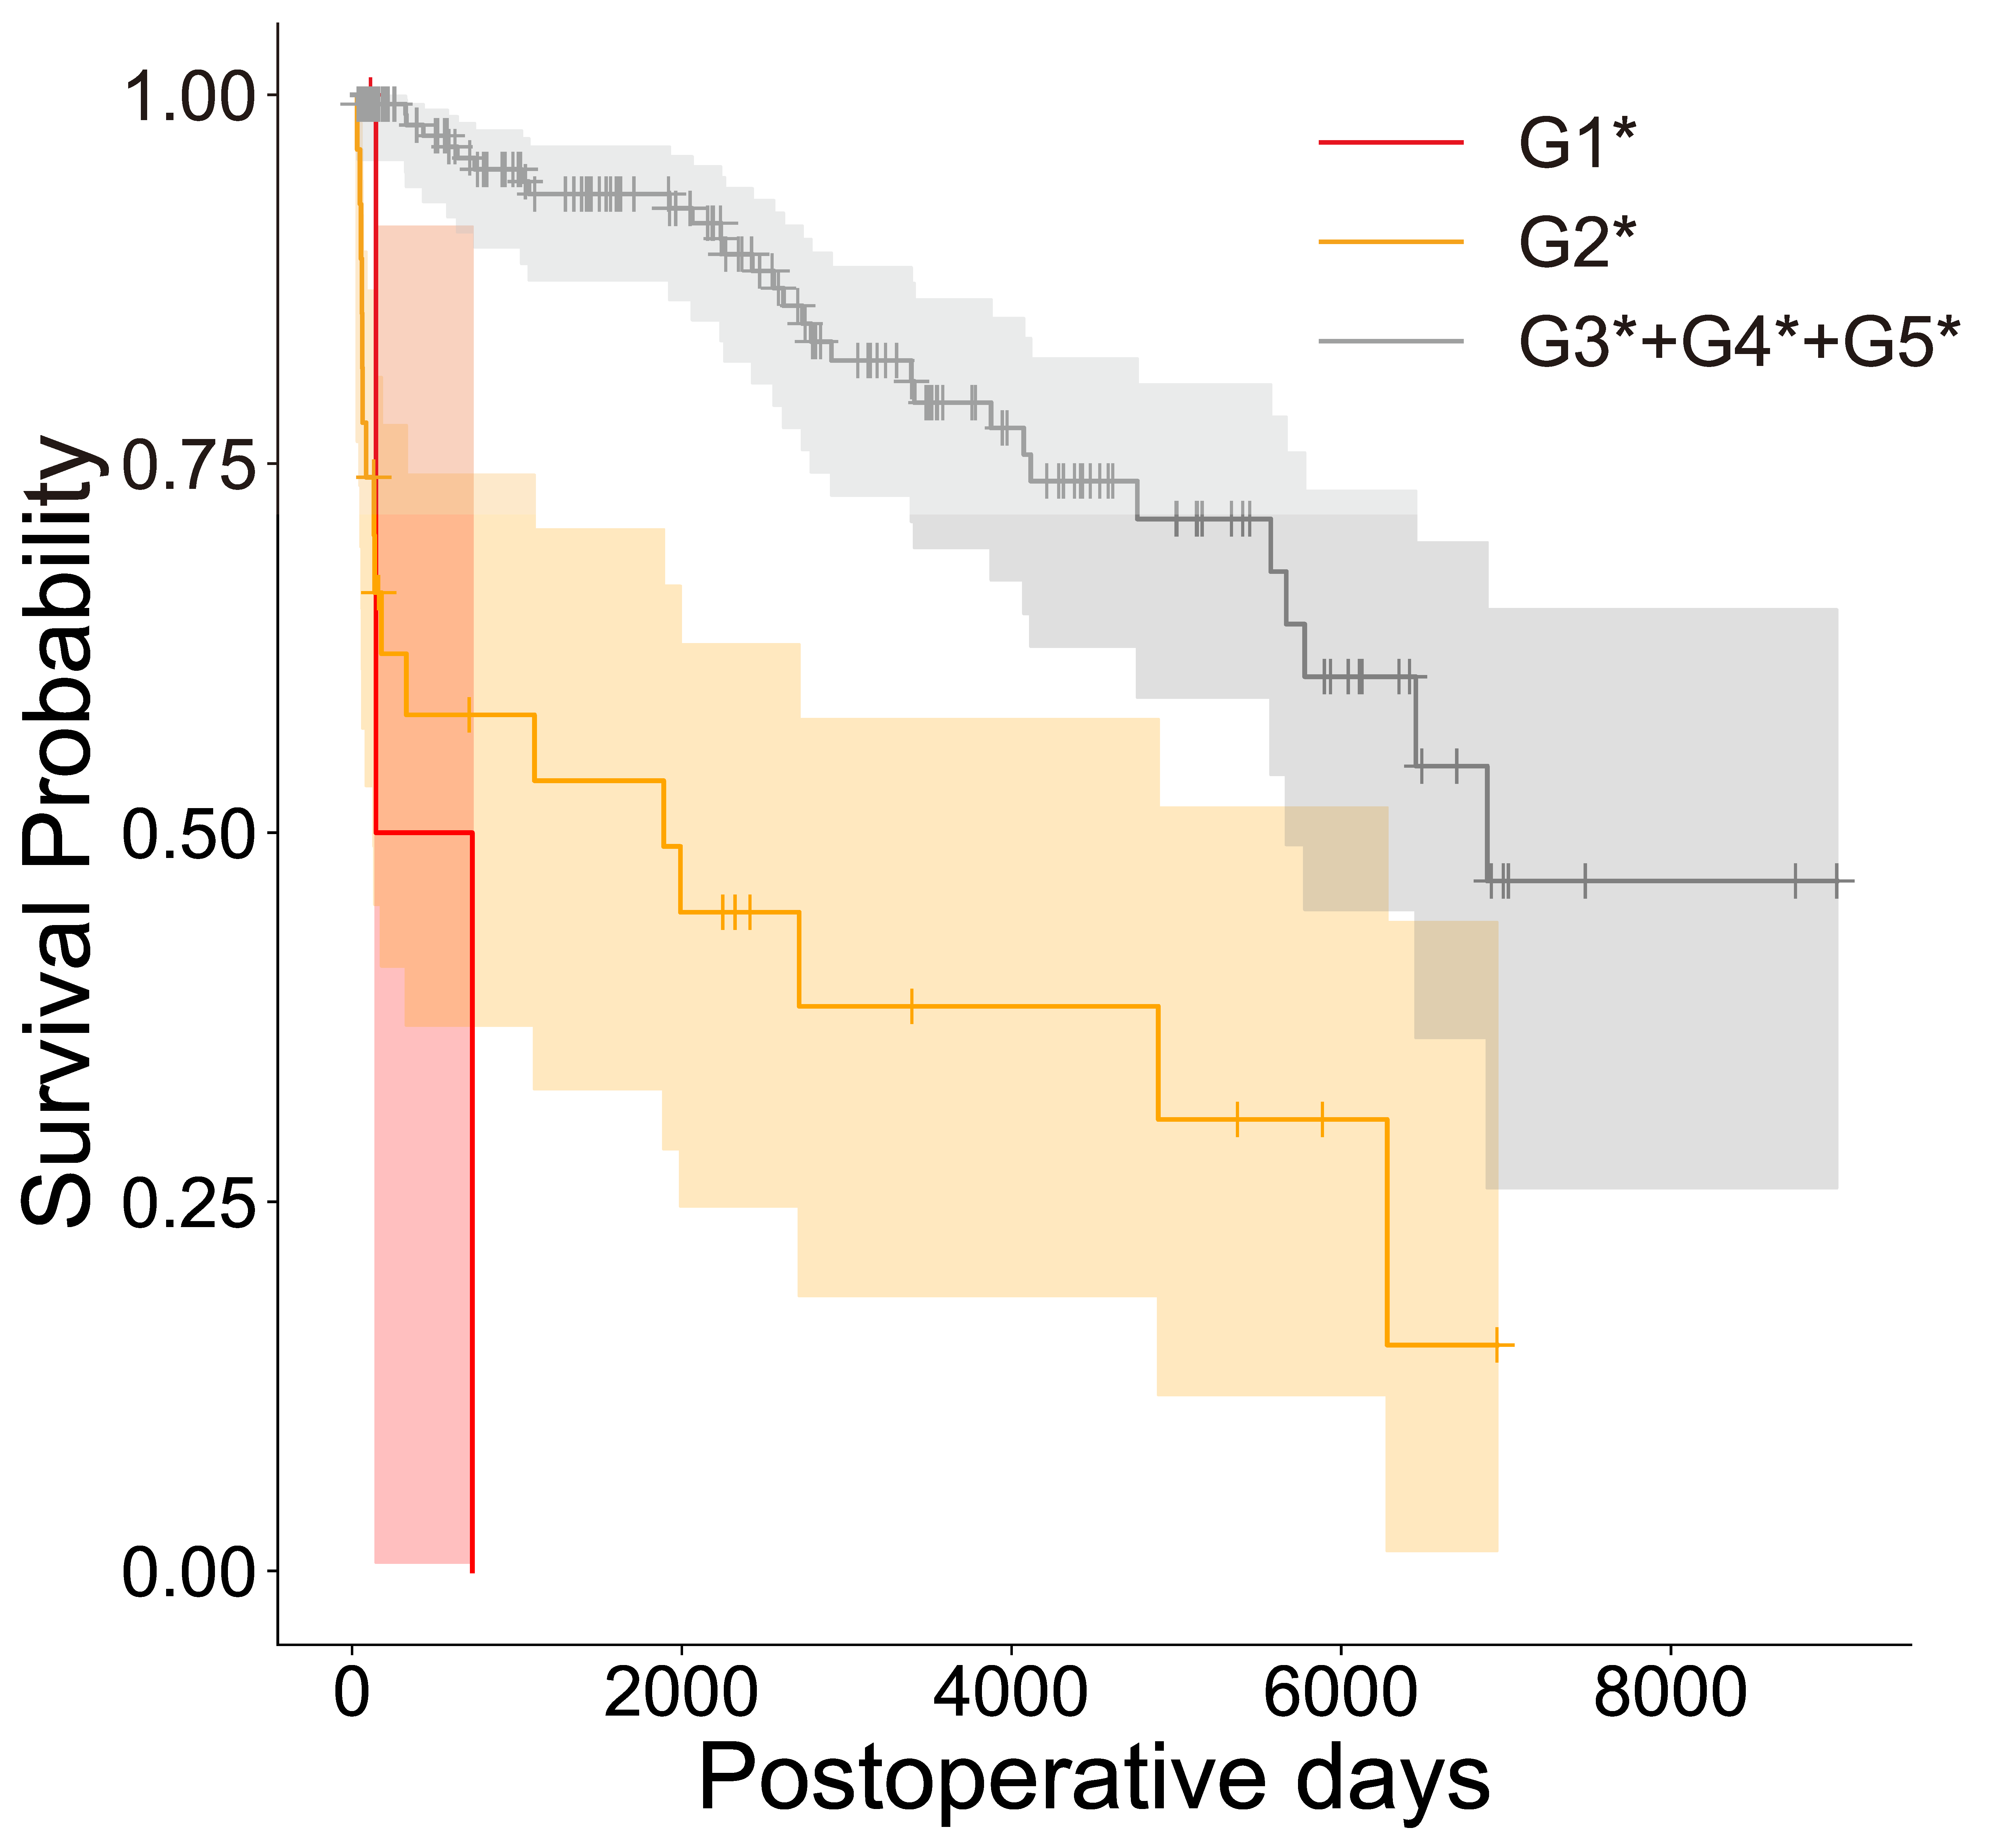 1.00
0.75
0.50
0.25
0.00
Survival Probability
G1*
G2*
G3*+G4*+G5*
0 2000 4000 6000 8000
Postoperative days